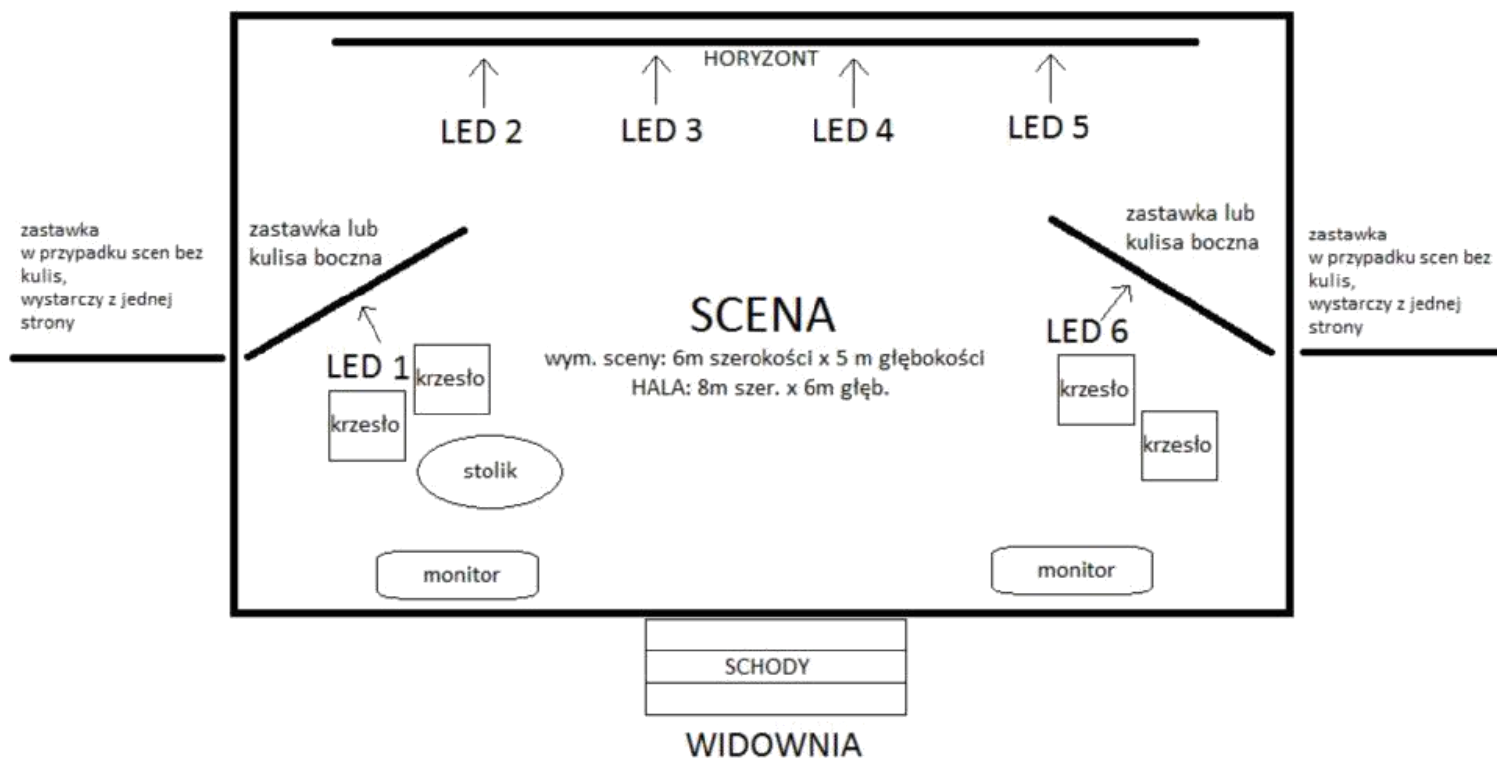 HORYZONT
LED 2
LED 3
LED 4
LED 5
zastawka
w przypadku scen bez
kulis,
wystarczy z jednej
strony
zastawka lub
kulisa boczna
zastawka lub
kulisa boczna
zastawka
w przypadku scen bez
kulis,
wystarczy z jednej
strony
SCENA
wym. sceny: 6m szerokości x 5 m głębokości
HALA: 8m szer. x 6m głęb.
LED 1
krzesło
krzesło
stolik
LED 6
krzesło
krzesło
monitor
monitor
SCHODY
WIDOWNIA